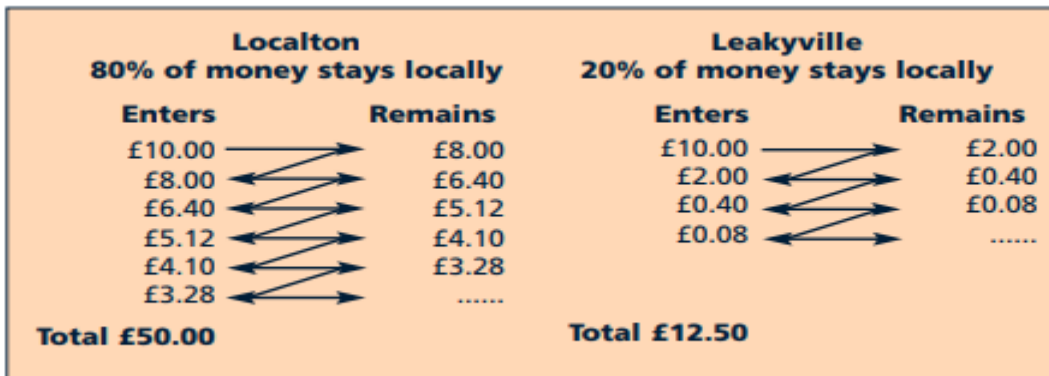 Localton
80% of money stays locally
Enters Remains
£10.00 £8.00
£8.00 £6.40
£6.40 £5.12
£5.12 £4.10
£4.10 £3.28
£3.28 ......
Total £50.00
Leakyville
20% of money stays locally
Enters Remains
£10.00 £2.00
£2.00 £0.40
£0.40 £0.08
£0.08 ......
Total £12.50